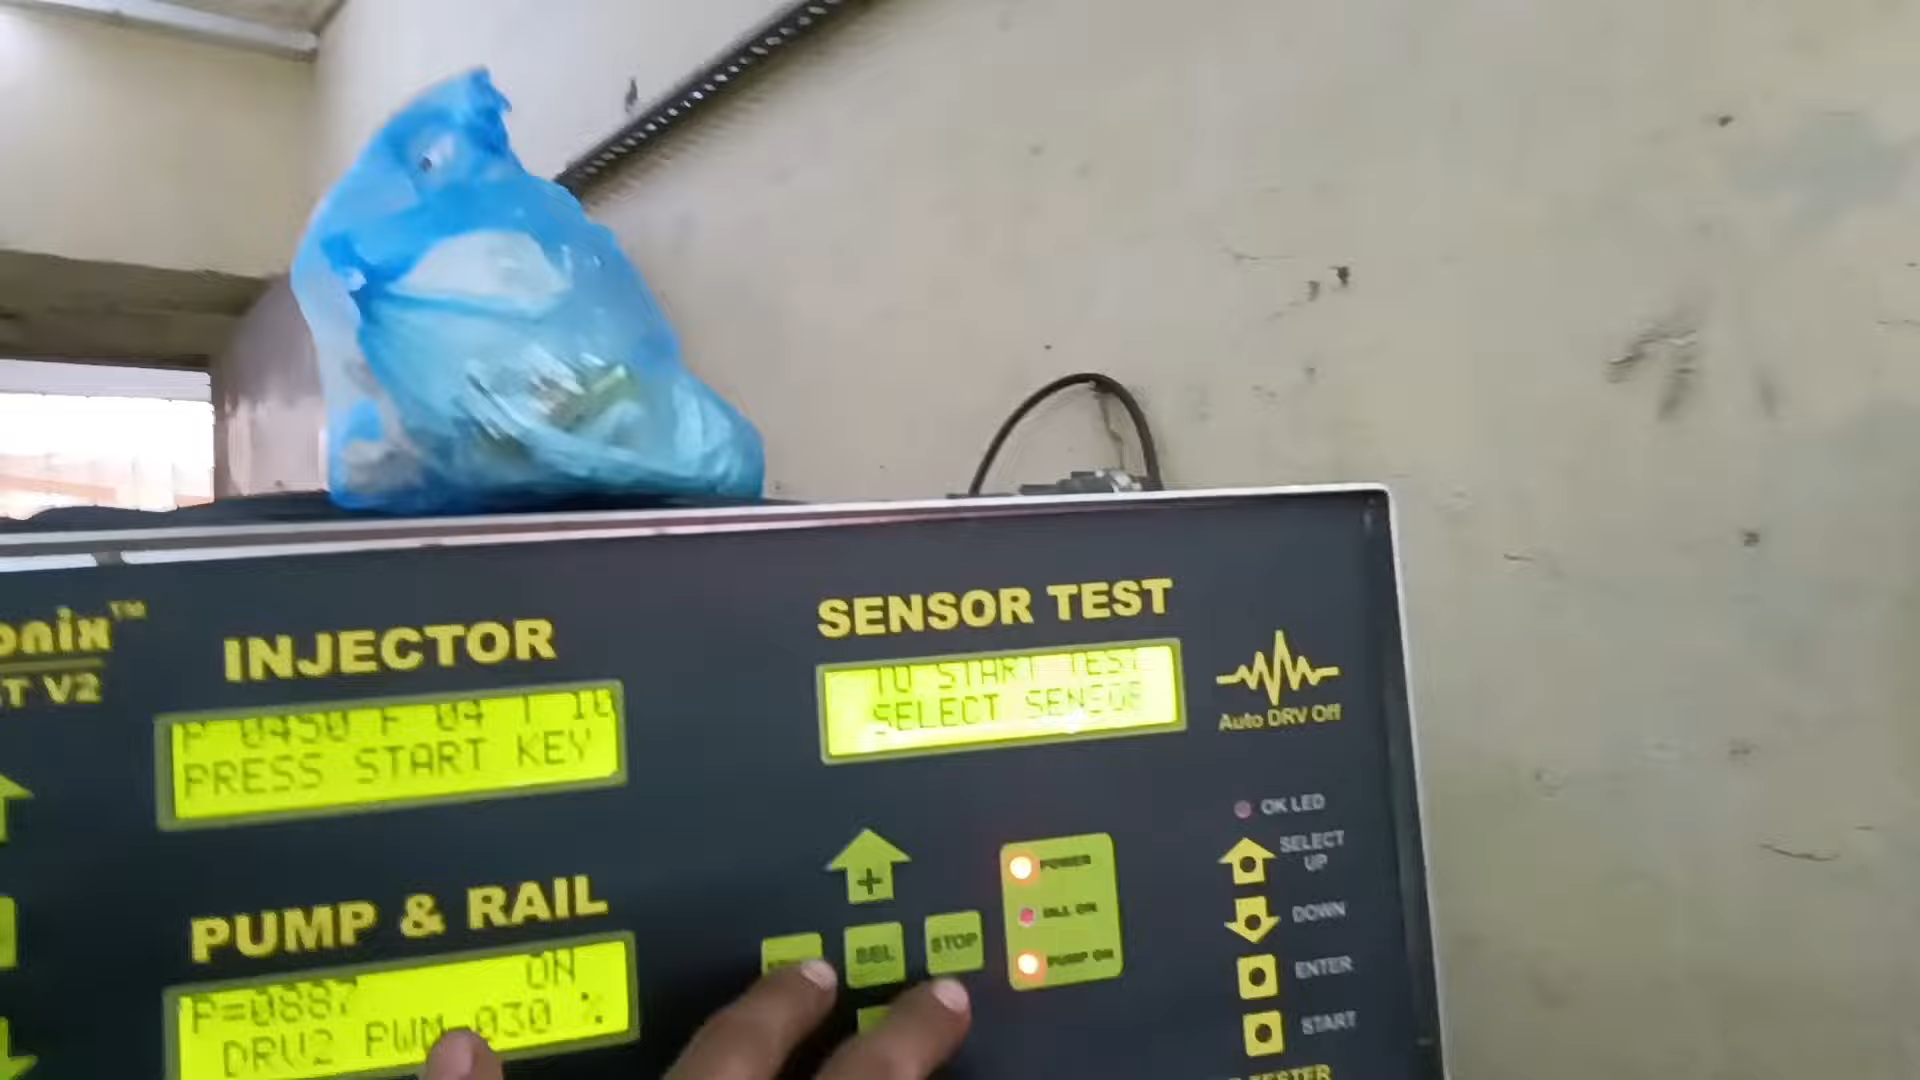 onix™
T V2
INJECTOR
P 0450 F 04 T 10
PRESS START KEY
SENSOR TEST
TO START TEST
SELECT SENSOR
Auto DRV Off
OK LED
SELECT
UP
DOWN
ENTER
START
TESTER
+
SEL
STOP
POWER
PUMP ON
PUMP & RAIL
P=0887 ON
DRV2 PWM 030 %